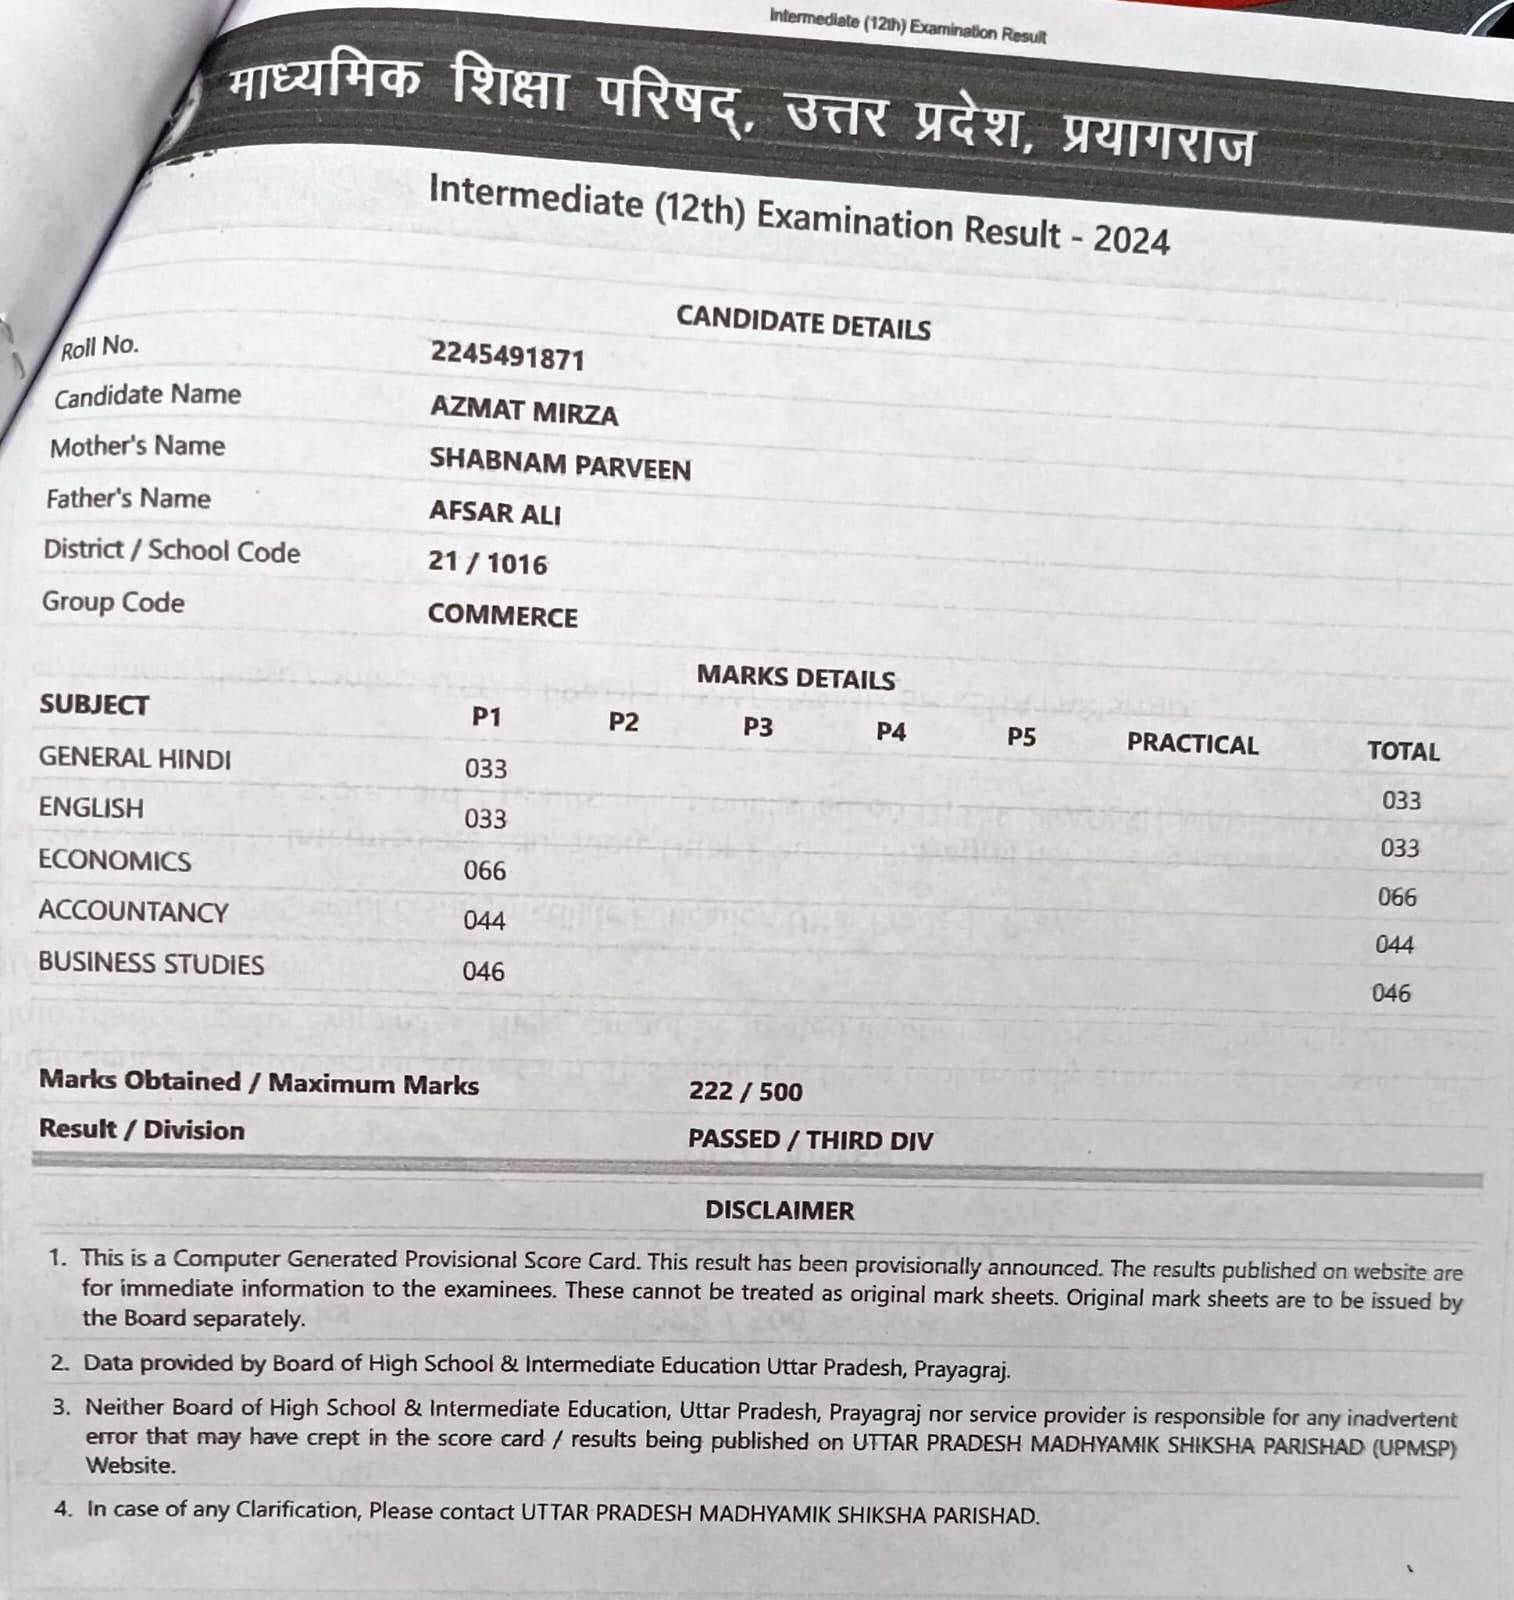 Intermediate (12th) Examination Result
माध्यमिक शिक्षा परिषद्, उत्तर प्रदेश, प्रयागराज
Intermediate (12th) Examination Result - 2024
CANDIDATE DETAILS
Roll No. 2245491871
Candidate Name AZMAT MIRZA
Mother's Name SHABNAM PARVEEN
Father's Name AFSAR ALI
District / School Code 21 / 1016
Group Code COMMERCE
MARKS DETAILS
SUBJECT P1 P2 P3 P4 P5 PRACTICAL TOTAL
GENERAL HINDI 033 033
ENGLISH 033 033
ECONOMICS 066 066
ACCOUNTANCY 044 044
BUSINESS STUDIES 046 046
Marks Obtained / Maximum Marks 222 / 500
Result / Division PASSED / THIRD DIV
DISCLAIMER
1. This is a Computer Generated Provisional Score Card. This result has been provisionally announced. The results published on website are
for immediate information to the examinees. These cannot be treated as original mark sheets. Original mark sheets are to be issued by
the Board separately.
2. Data provided by Board of High School & Intermediate Education Uttar Pradesh, Prayagraj.
3. Neither Board of High School & Intermediate Education, Uttar Pradesh, Prayagraj nor service provider is responsible for any inadvertent
error that may have crept in the score card / results being published on UTTAR PRADESH MADHYAMIK SHIKSHA PARISHAD (UPMSP)
Website.
4. In case of any Clarification, Please contact UTTAR PRADESH MADHYAMIK SHIKSHA PARISHAD.